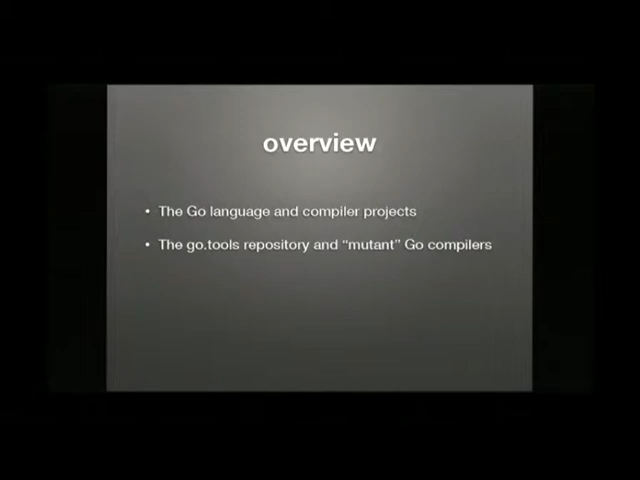 overview
• The Go language and compiler projects
• The go.tools repository and “mutant” Go compilers